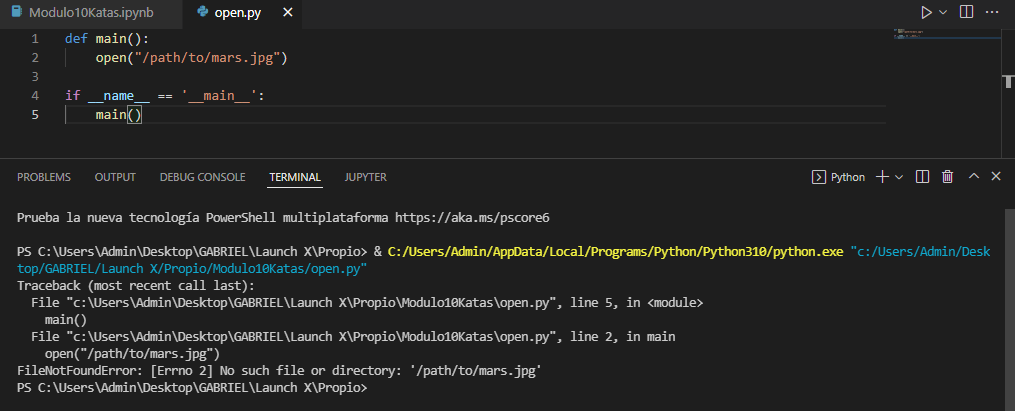 Modulo10Katas.ipynb open.py
1 def main():
2 open("/path/to/mars.jpg")
3
4 if __name__ == '__main__':
5 main()
PROBLEMS OUTPUT DEBUG CONSOLE TERMINAL JUPYTER Python
Prueba la nueva tecnología PowerShell multiplataforma https://aka.ms/pscore6
PS C:\Users\Admin\Desktop\GABRIEL\Launch X\Propio> & C:/Users/Admin/AppData/Local/Programs/Python/Python310/python.exe "c:/Users/Admin/Desk
top/GABRIEL/Launch X/Propio/Modulo10Katas/open.py"
Traceback (most recent call last):
File "c:\Users\Admin\Desktop\GABRIEL\Launch X\Propio\Modulo10Katas\open.py", line 5, in <module>
main()
File "c:\Users\Admin\Desktop\GABRIEL\Launch X\Propio\Modulo10Katas\open.py", line 2, in main
open("/path/to/mars.jpg")
FileNotFoundError: [Errno 2] No such file or directory: '/path/to/mars.jpg'
PS C:\Users\Admin\Desktop\GABRIEL\Launch X\Propio>